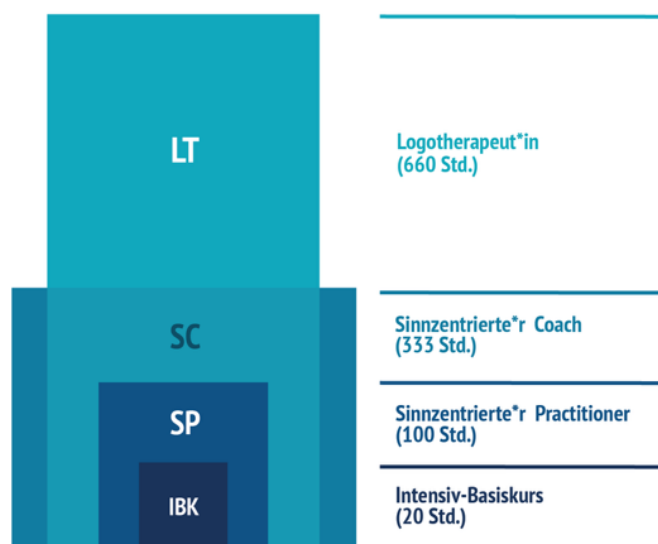 LT
Logotherapeut*in
(660 Std.)
SC
Sinnzentrierte*r Coach
(333 Std.)
SP
Sinnzentrierte*r Practitioner
(100 Std.)
IBK
Intensiv-Basiskurs
(20 Std.)